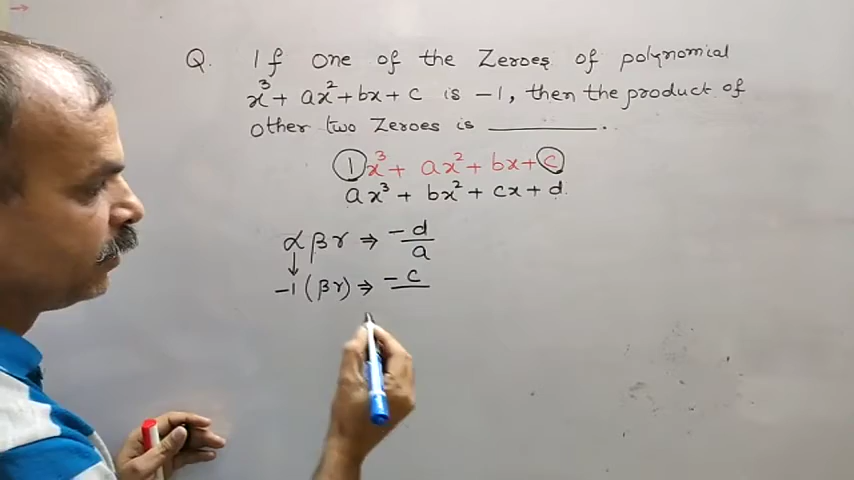 Q. If one of the Zeroes of polynomial
x³ + ax² + bx + c is -1, then the product of
other two Zeroes is ________.
1x³ + ax² + bx + c
ax³ + bx² + cx + d
αβγ ⇒ -d/a
↓
-1(βγ) ⇒ -c/